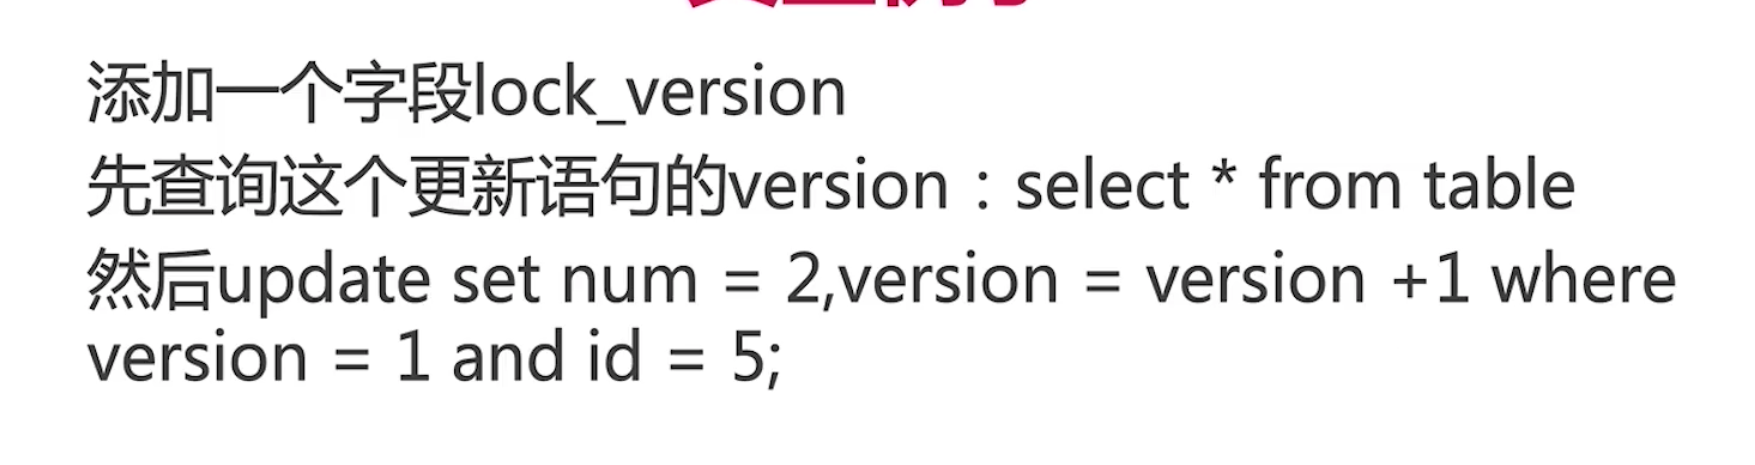 添加一个字段lock_version
先查询这个更新语句的version：select * from table
然后update set num = 2,version = version +1 where
version = 1 and id = 5;